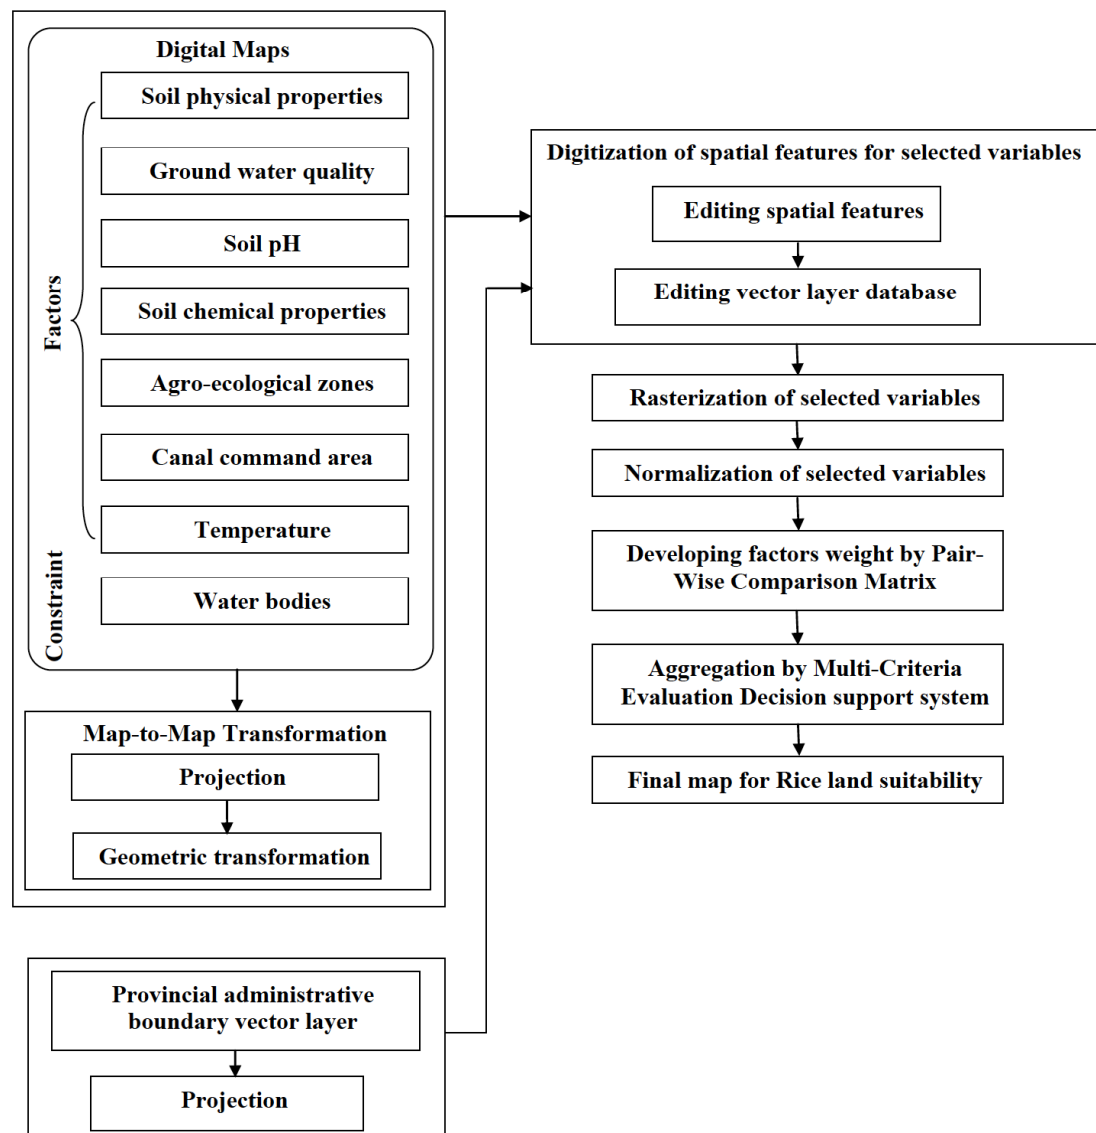 Digital Maps
Soil physical properties
Ground water quality
Soil pH
Soil chemical properties
Agro-ecological zones
Canal command area
Temperature
Water bodies
Factors
Constraint
Map-to-Map Transformation
Projection
Geometric transformation
Provincial administrative
boundary vector layer
Projection
Digitization of spatial features for selected variables
Editing spatial features
Editing vector layer database
Rasterization of selected variables
Normalization of selected variables
Developing factors weight by Pair-
Wise Comparison Matrix
Aggregation by Multi-Criteria
Evaluation Decision support system
Final map for Rice land suitability